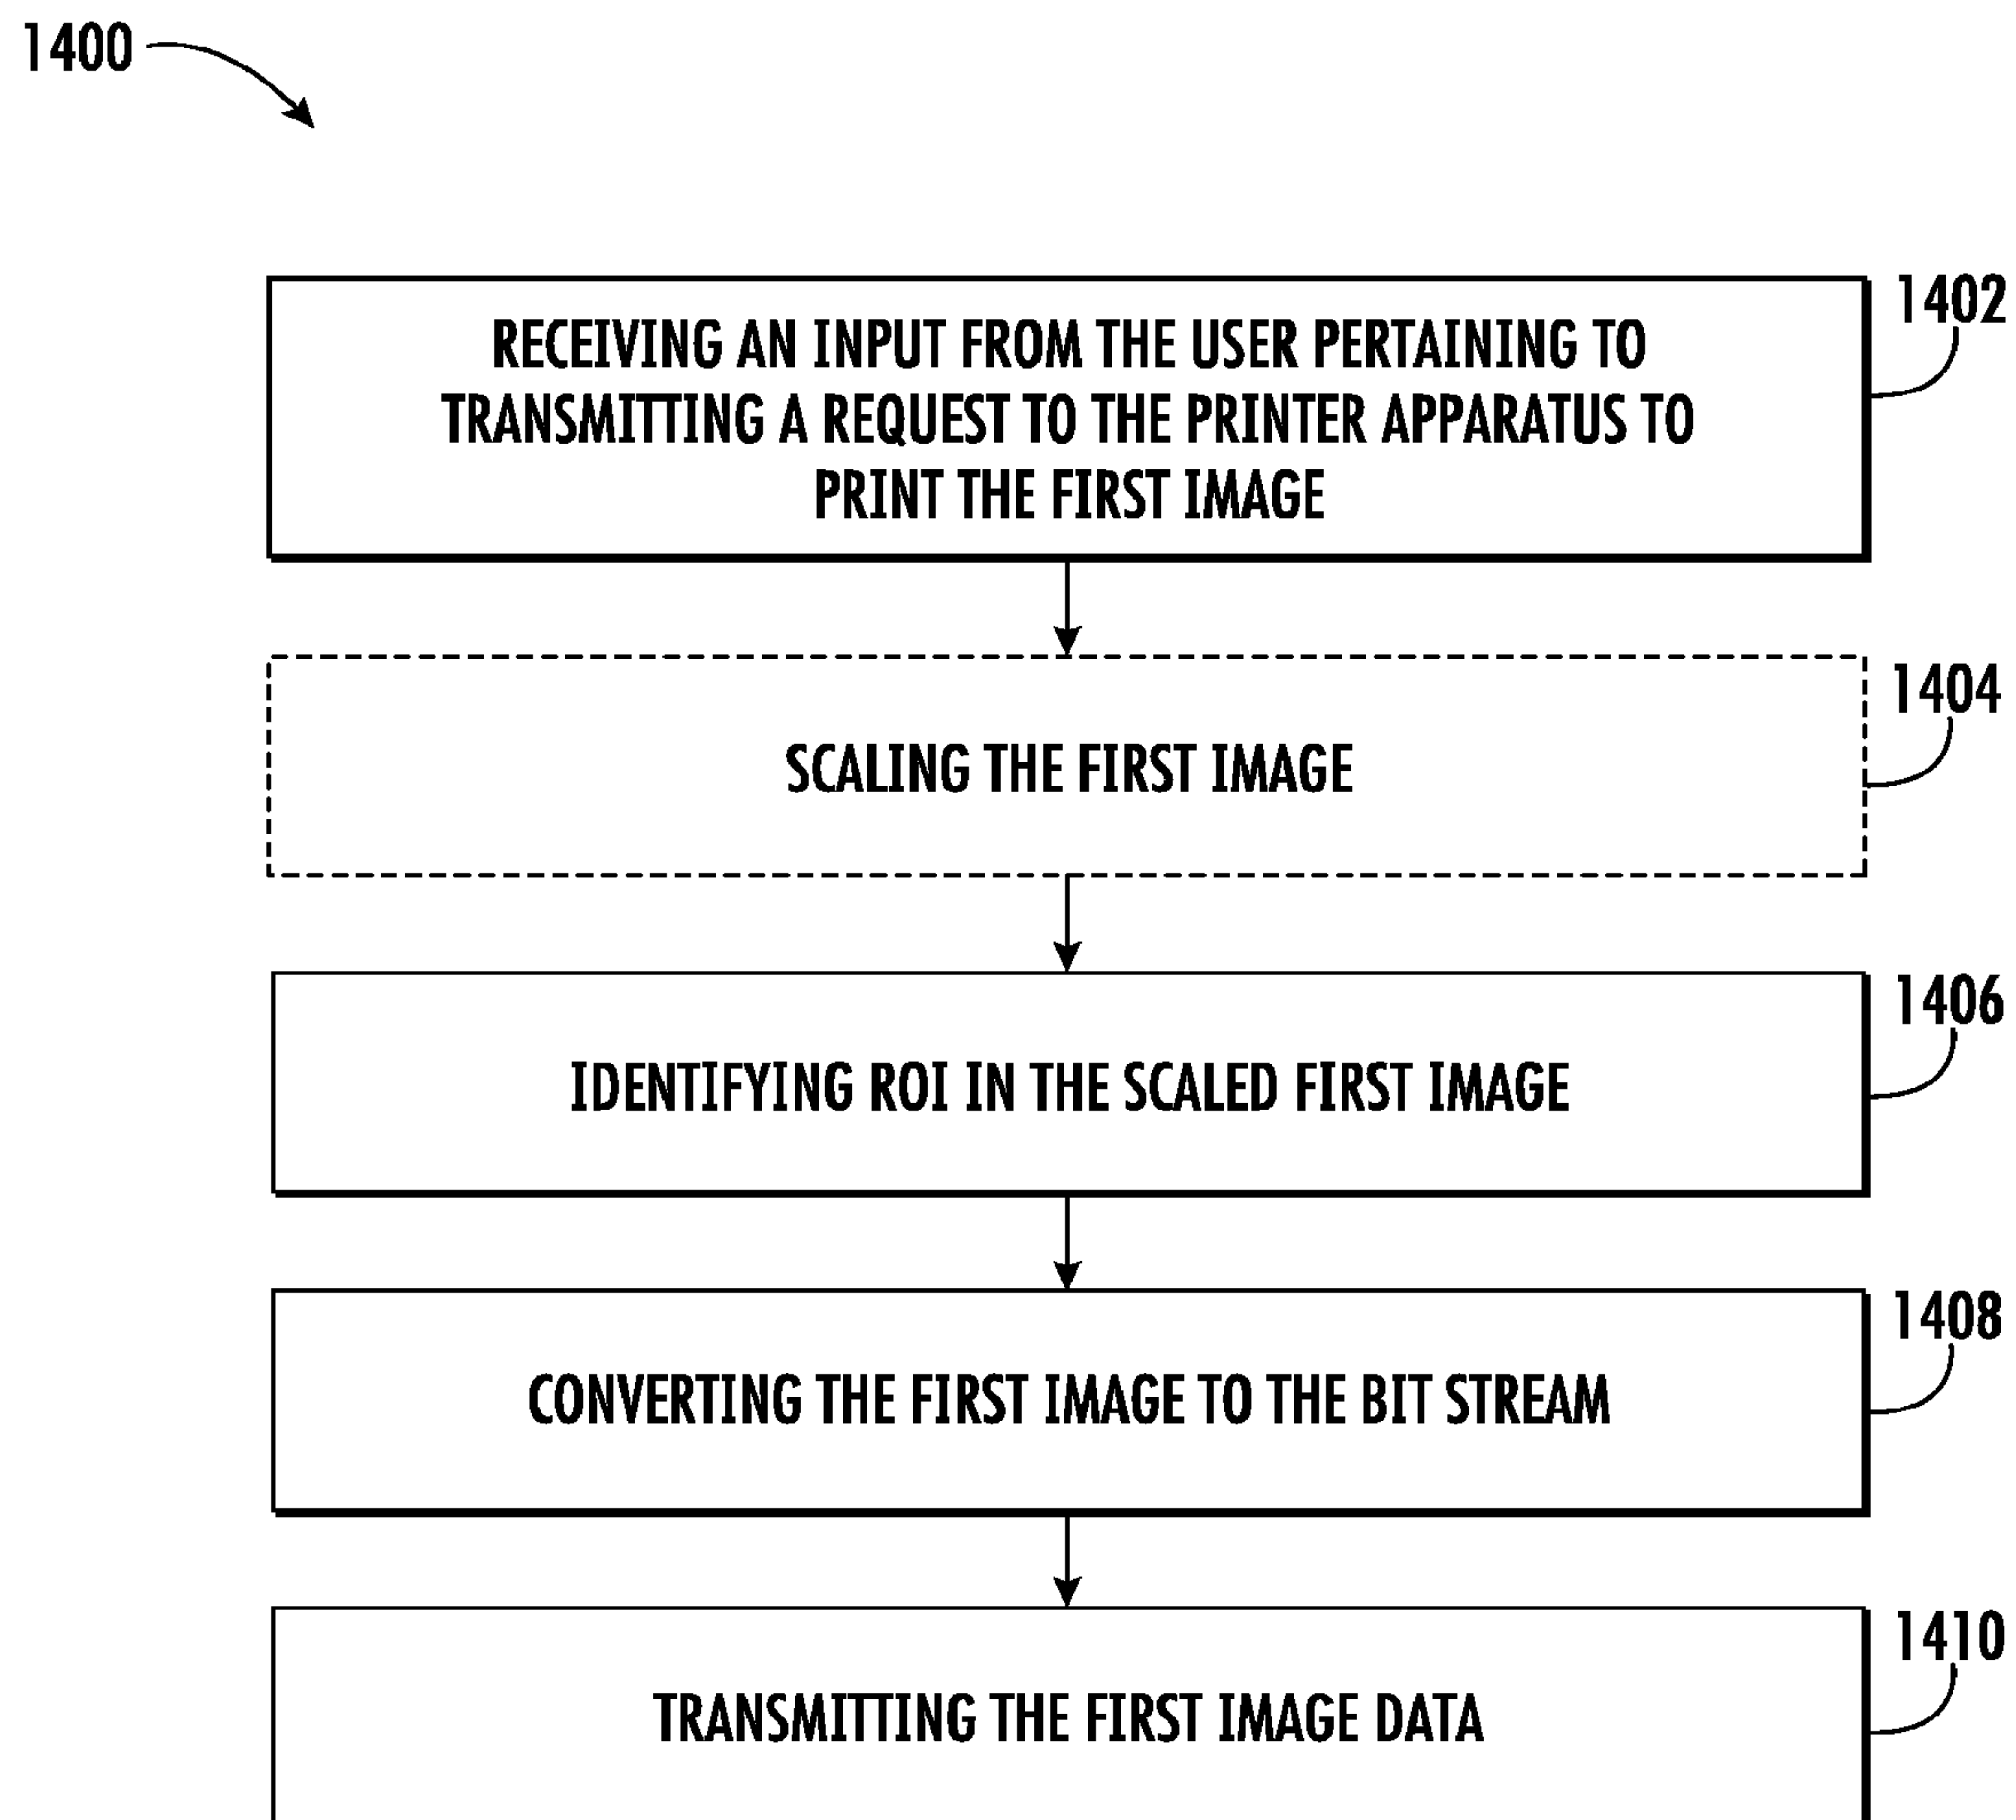 1400
1402
RECEIVING AN INPUT FROM THE USER PERTAINING TO
TRANSMITTING A REQUEST TO THE PRINTER APPARATUS TO
PRINT THE FIRST IMAGE
1404
SCALING THE FIRST IMAGE
1406
IDENTIFYING ROI IN THE SCALED FIRST IMAGE
1408
CONVERTING THE FIRST IMAGE TO THE BIT STREAM
1410
TRANSMITTING THE FIRST IMAGE DATA